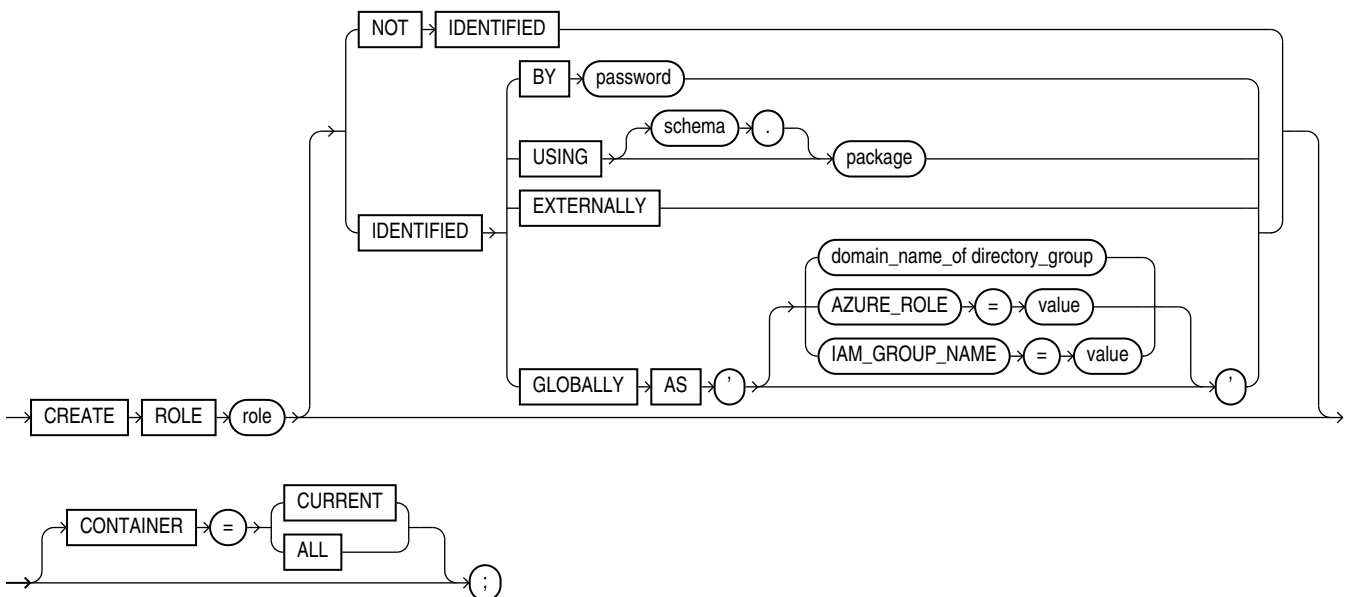 NOT IDENTIFIED
BY password
schema .
USING package
EXTERNALLY
IDENTIFIED
domain_name_of directory_group
AZURE_ROLE = value
IAM_GROUP_NAME = value
GLOBALLY AS ' '
CREATE ROLE role
CURRENT
CONTAINER =
ALL
;